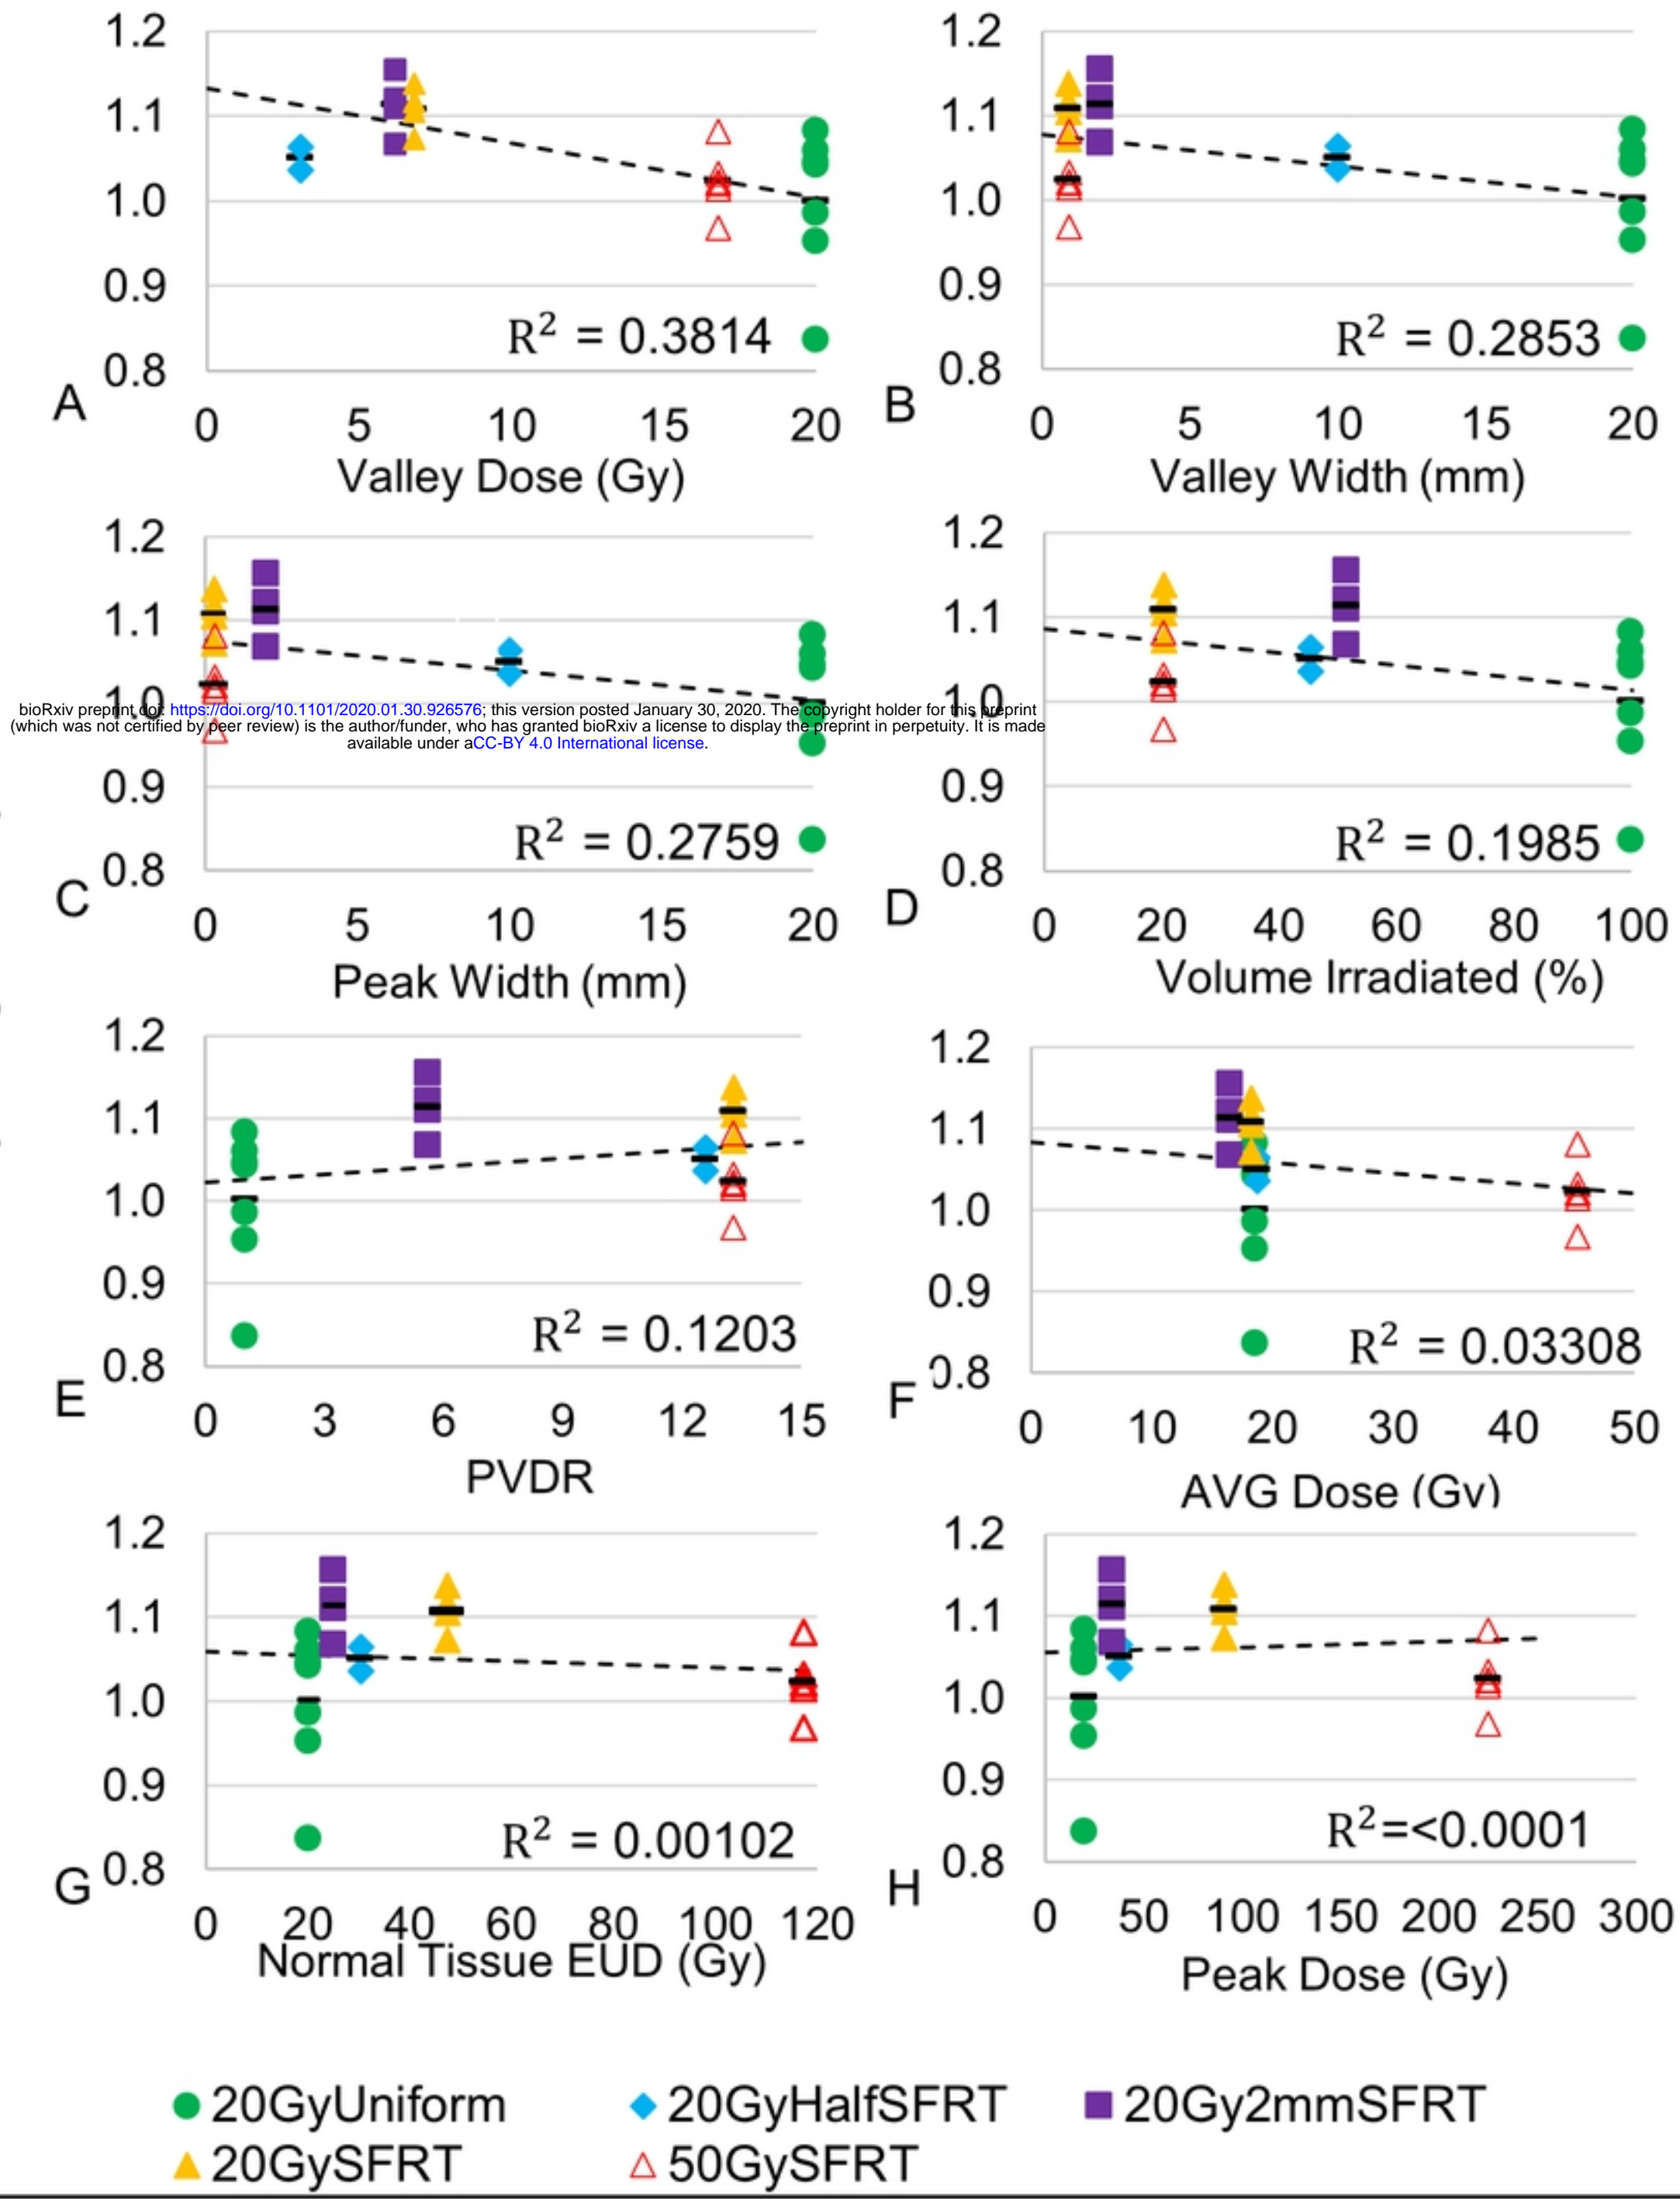 1.2
1.1
1.0
0.9
0.8
R² = 0.3814
A
0 5 10 15 20
Valley Dose (Gy)
1.2
1.1
1.0
0.9
0.8
R² = 0.2853
B
0 5 10 15 20
Valley Width (mm)
1.2
1.1
1.0
0.9
0.8
R² = 0.2759
C
0 5 10 15 20
Peak Width (mm)
1.2
1.1
1.0
0.9
0.8
R² = 0.1985
D
0 20 40 60 80 100
Volume Irradiated (%)
bioRxiv preprint doi: https://doi.org/10.1101/2020.01.30.926576; this version posted January 30, 2020. The copyright holder for this preprint
(which was not certified by peer review) is the author/funder, who has granted bioRxiv a license to display the preprint in perpetuity. It is made
available under aCC-BY 4.0 International license.
1.2
1.1
1.0
0.9
0.8
R² = 0.1203
E
0 3 6 9 12 15
PVDR
1.2
1.1
1.0
0.9
0.8
R² = 0.03308
F
0 10 20 30 40 50
AVG Dose (Gy)
1.2
1.1
1.0
0.9
0.8
R² = 0.00102
G
0 20 40 60 80 100 120
Normal Tissue EUD (Gy)
1.2
1.1
1.0
0.9
0.8
R²=<0.0001
H
0 50 100 150 200 250 300
Peak Dose (Gy)
20GyUniform 20GyHalfSFRT 20Gy2mmSFRT
20GySFRT 50GySFRT